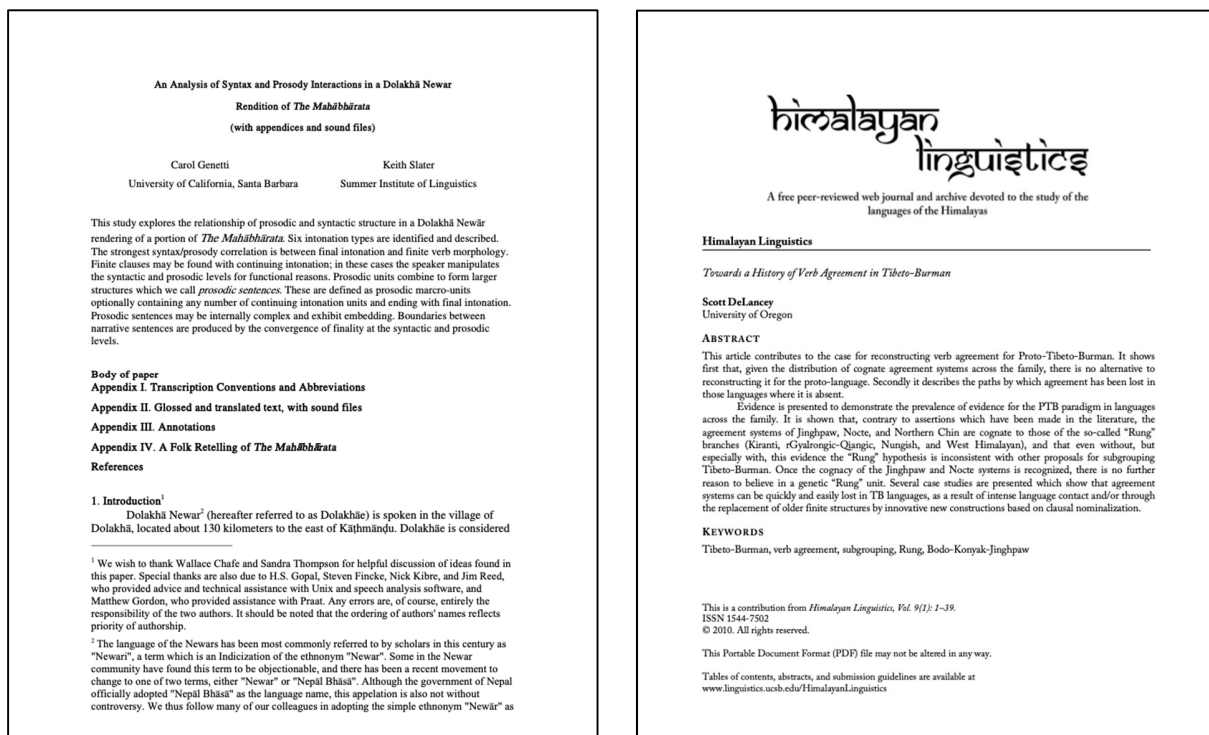 An Analysis of Syntax and Prosody Interactions in a Dolakhā Newar
Rendition of The Mahābhārata
(with appendices and sound files)
Carol Genetti
Keith Slater
University of California, Santa Barbara
Summer Institute of Linguistics
This study explores the relationship of prosodic and syntactic structure in a Dolakhā Newār
rendering of a portion of The Mahābhārata. Six intonation types are identified and described.
The strongest syntax/prosody correlation is between final intonation and finite verb morphology.
Finite clauses may be found with continuing intonation; in these cases the speaker manipulates
the syntactic and prosodic levels for functional reasons. Prosodic units combine to form larger
structures which we call prosodic sentences. These are defined as prosodic marcro-units
optionally containing any number of continuing intonation units and ending with final intonation.
Prosodic sentences may be internally complex and exhibit embedding. Boundaries between
narrative sentences are produced by the convergence of finality at the syntactic and prosodic
levels.
Body of paper
Appendix I. Transcription Conventions and Abbreviations
Appendix II. Glossed and translated text, with sound files
Appendix III. Annotations
Appendix IV. A Folk Retelling of The Mahābhārata
References
1. Introduction¹
Dolakhā Newar² (hereafter referred to as Dolakhāe) is spoken in the village of
Dolakhā, located about 130 kilometers to the east of Kāṭhmāṇḍu. Dolakhāe is considered
¹ We wish to thank Wallace Chafe and Sandra Thompson for helpful discussion of ideas found in
this paper. Special thanks are also due to H.S. Gopal, Steven Fincke, Nick Kibre, and Jim Reed,
who provided advice and technical assistance with Unix and speech analysis software, and
Matthew Gordon, who provided assistance with Praat. Any errors are, of course, entirely the
responsibility of the two authors. It should be noted that the ordering of authors' names reflects
priority of authorship.
² The language of the Newars has been most commonly referred to by scholars in this century as
"Newari", a term which is an Indicization of the ethnonym "Newar". Some in the Newar
community have found this term to be objectionable, and there has been a recent movement to
change to one of two terms, either "Newar" or "Nepāl Bhāsā". Although the government of Nepal
officially adopted "Nepāl Bhāsā" as the language name, this appelation is also not without
controversy. We thus follow many of our colleagues in adopting the simple ethnonym "Newār" as
himalayan
linguistics
A free peer-reviewed web journal and archive devoted to the study of the
languages of the Himalayas
Himalayan Linguistics
Towards a History of Verb Agreement in Tibeto-Burman
Scott DeLancey
University of Oregon
ABSTRACT
This article contributes to the case for reconstructing verb agreement for Proto-Tibeto-Burman. It shows
first that, given the distribution of cognate agreement systems across the family, there is no alternative to
reconstructing it for the proto-language. Secondly it describes the paths by which agreement has been lost in
those languages where it is absent.
Evidence is presented to demonstrate the prevalence of evidence for the PTB paradigm in languages
across the family. It is shown that, contrary to assertions which have been made in the literature, the
agreement systems of Jinghpaw, Nocte, and Northern Chin are cognate to those of the so-called “Rung”
branches (Kiranti, rGyalrongic-Qiangic, Nungish, and West Himalayan), and that even without, but
especially with, this evidence the “Rung” hypothesis is inconsistent with other proposals for subgrouping
Tibeto-Burman. Once the cognacy of the Jinghpaw and Nocte systems is recognized, there is no further
reason to believe in a genetic “Rung” unit. Several case studies are presented which show that agreement
systems can be quickly and easily lost in TB languages, as a result of intense language contact and/or through
the replacement of older finite structures by innovative new constructions based on clausal nominalization.
KEYWORDS
Tibeto-Burman, verb agreement, subgrouping, Rung, Bodo-Konyak-Jinghpaw
This is a contribution from Himalayan Linguistics, Vol. 9(1): 1–39.
ISSN 1544-7502
© 2010. All rights reserved.
This Portable Document Format (PDF) file may not be altered in any way.
Tables of contents, abstracts, and submission guidelines are available at
www.linguistics.ucsb.edu/HimalayanLinguistics